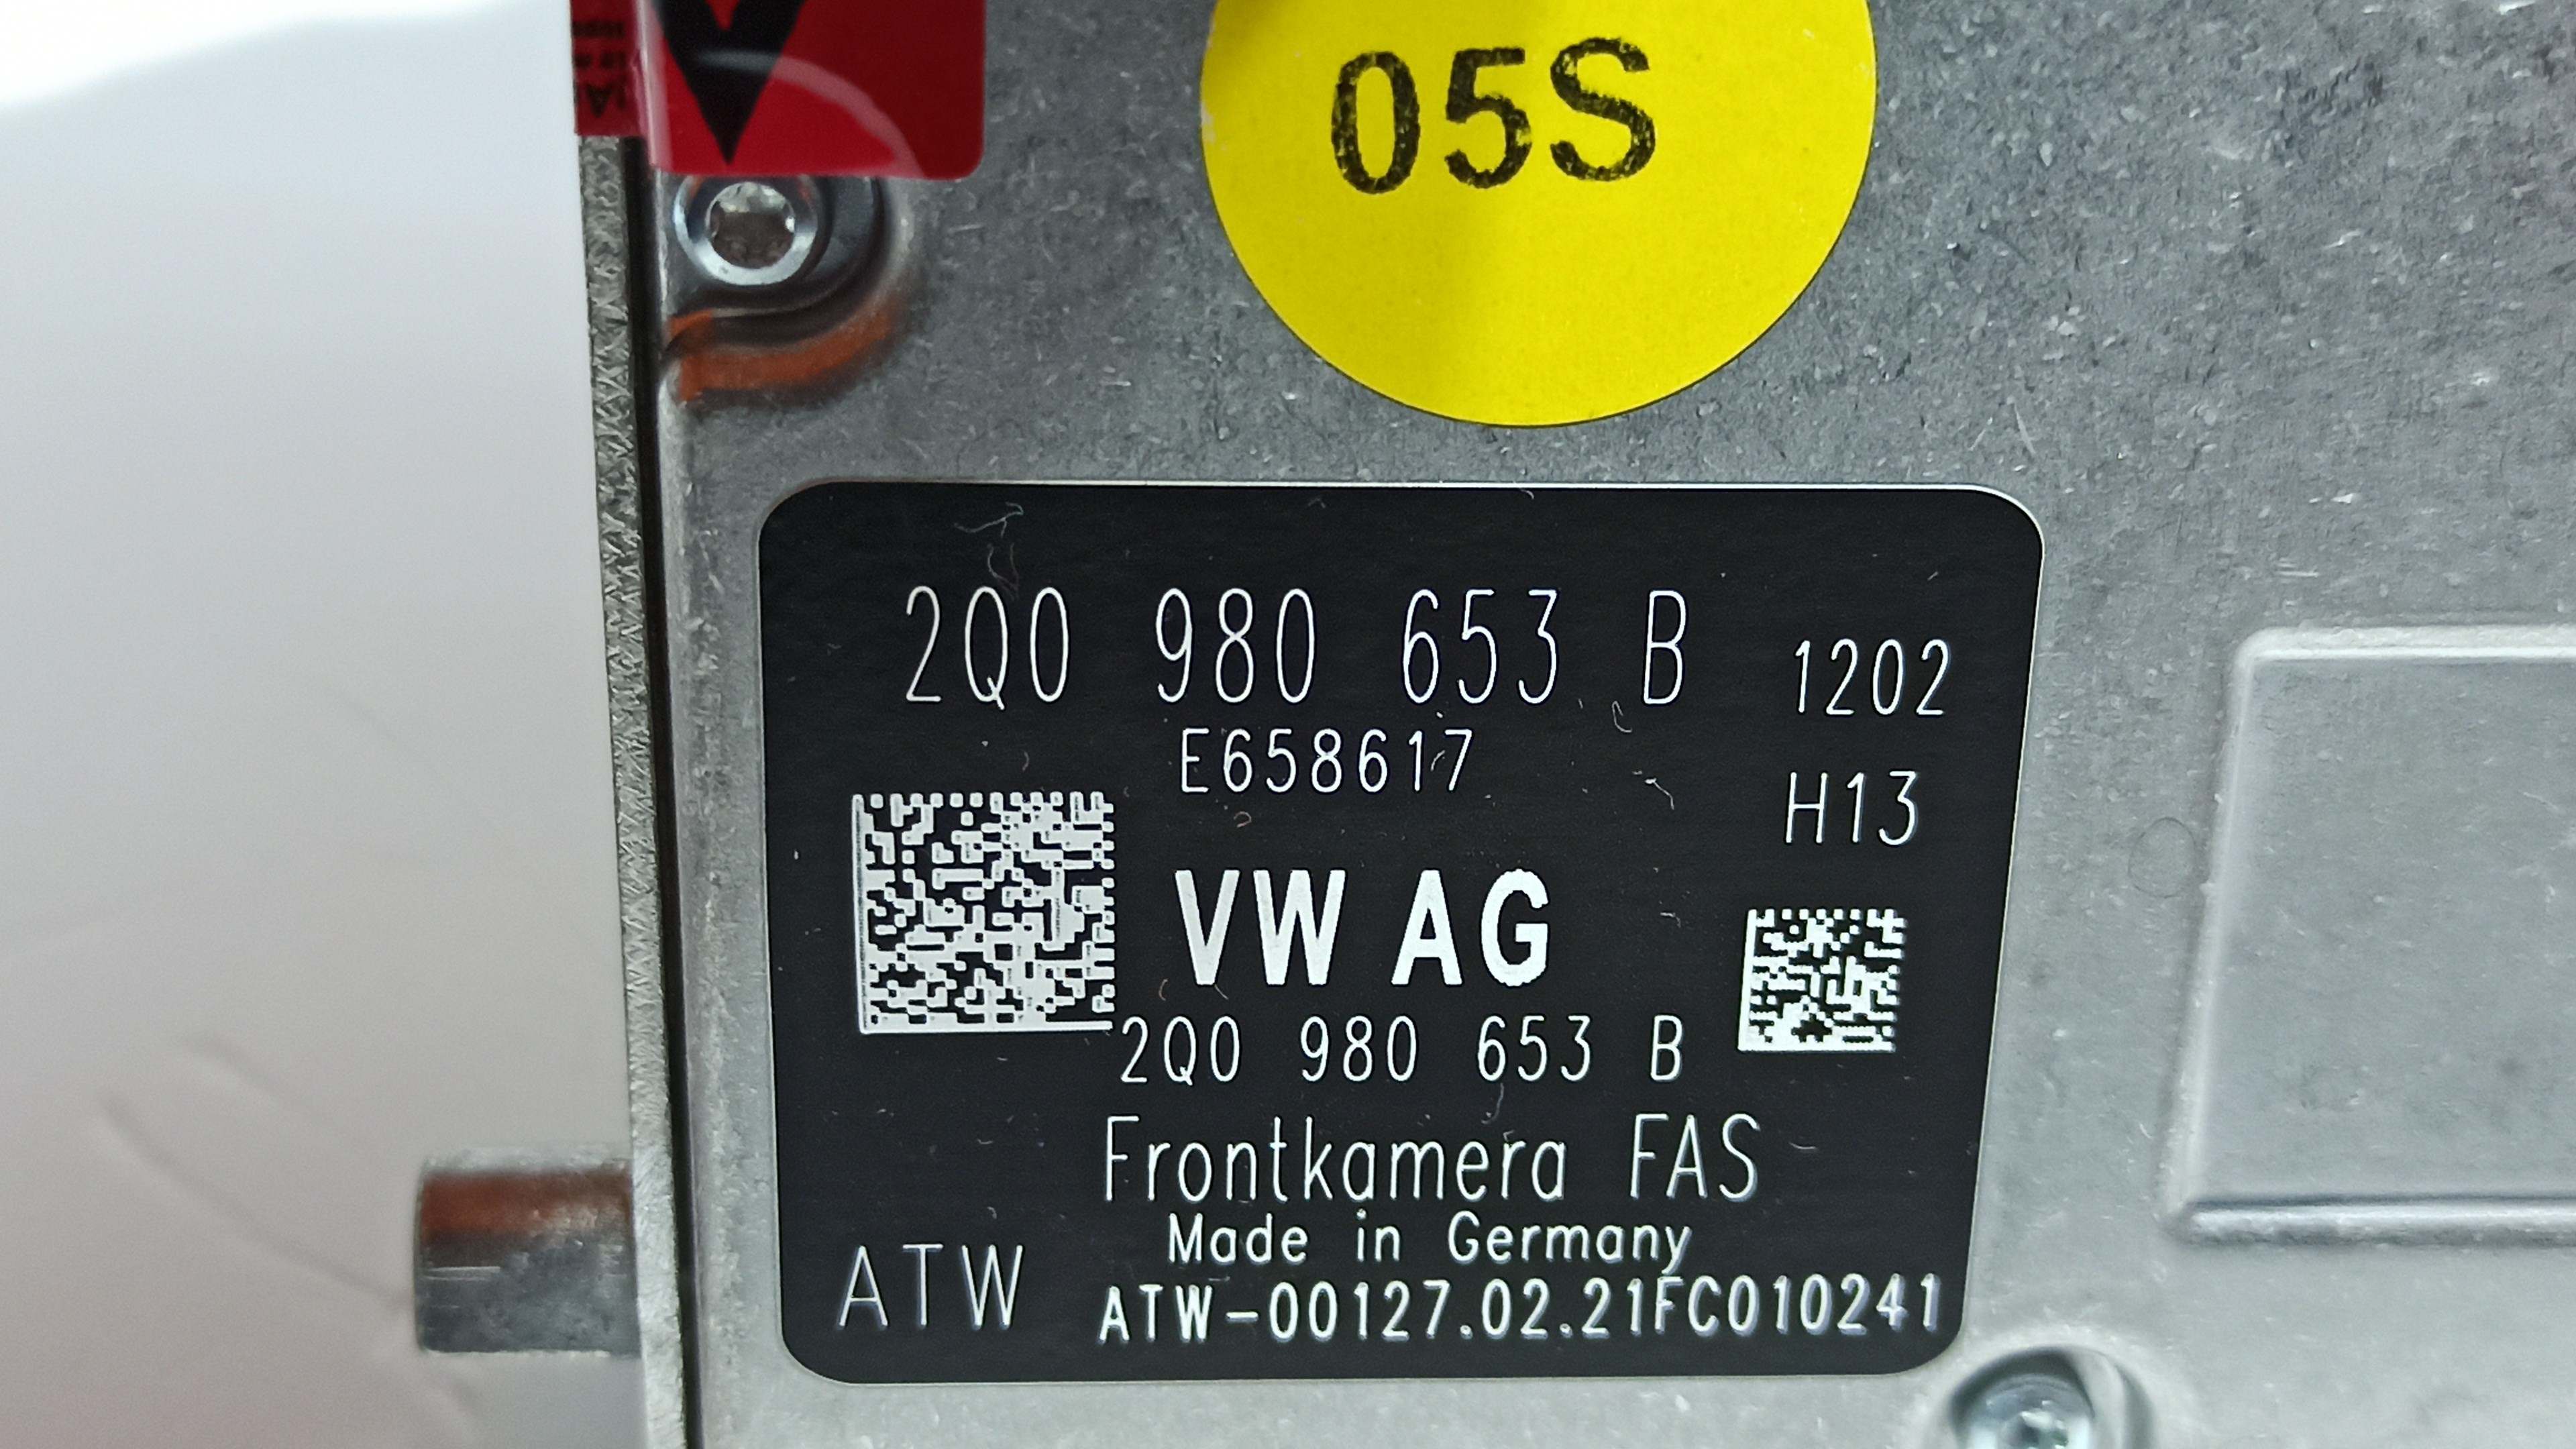 05S
2Q0 980 653 B 1202
E658617
H13
VW AG
2Q0 980 653 B
Frontkamera FAS
Made in Germany
ATW ATW-00127.02.21FC010241